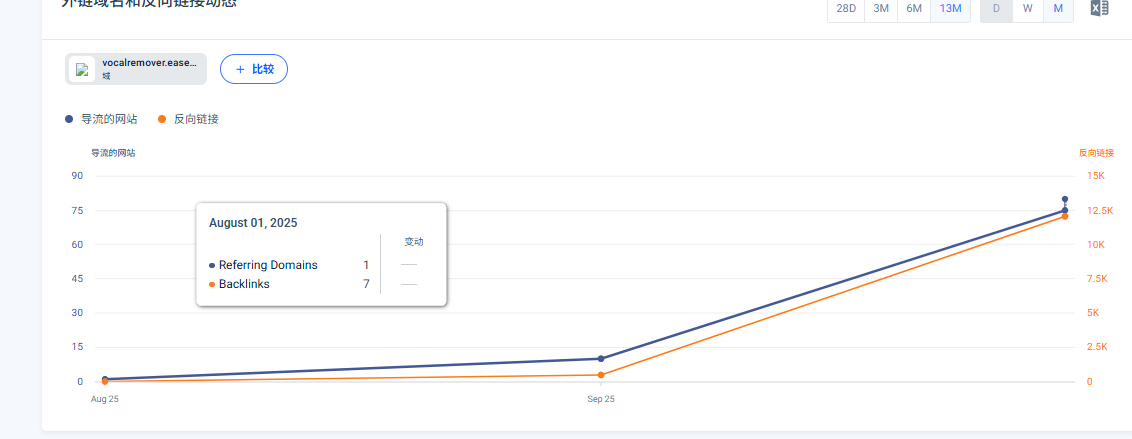 外链域名和反向链接动态
28D 3M 6M 13M D W M
vocalremover.ease...
域
+ 比较
导流的网站 反向链接
导流的网站 反向链接
90 15K
75 12.5K
60 10K
45 7.5K
30 5K
15 2.5K
0 0
August 01, 2025
变动
Referring Domains 1 —
Backlinks 7 —
Aug 25 Sep 25